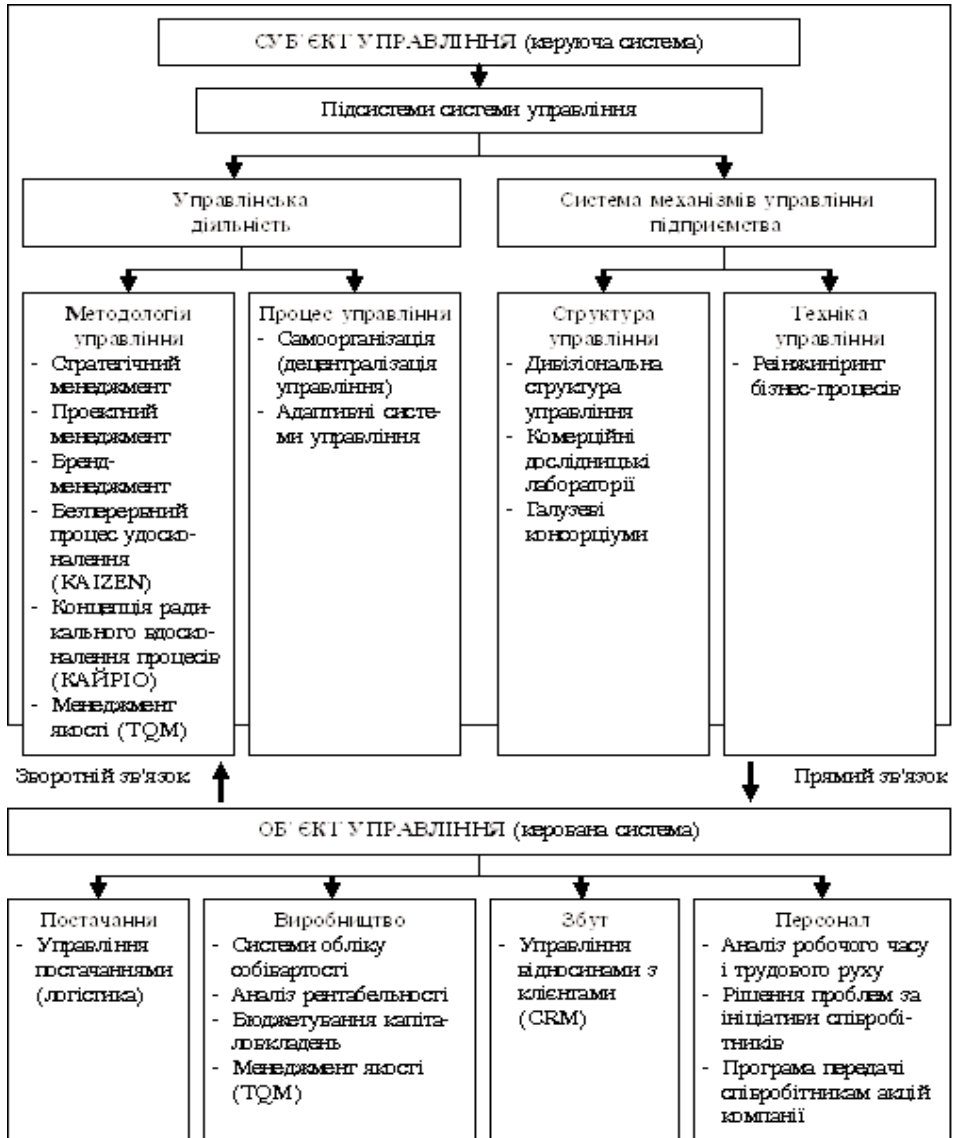 СУБ'ЄКТ УПРАВЛІННЯ (керуюча система)
Підсистеми системи управління
Управлінська
діяльність
Система механізмів управління
підприємства
Методологія
управління
- Стратегічний
менеджмент
- Проектний
менеджмент
- Бренд-
менеджмент
- Безперервний
процес удоско-
налення
(KAIZEN)
- Концепція ради-
кального вдоско-
налення процесів
(КАЙРІО)
- Менеджмент
якості (TQM)
Процес управління
- Самоорганізація
(децентралізація
управління)
- Адаптивні систе-
ми управління
Структура
управління
- Дивізіональна
структура
управління
- Комерційні
дослідницькі
лабораторії
- Галузеві
консорціуми
Техніка
управління
- Реінжиніринг
бізнес-процесів
Зворотній зв'язок
Прямий зв'язок
ОБ'ЄКТ УПРАВЛІННЯ (керована система)
Постачання
- Управління
постачаннями
(логістика)
Виробництво
- Системи обліку
собівартості
- Аналіз рентабельності
- Бюджетування капіта-
ловкладень
- Менеджмент якості
(TQM)
Збут
- Управління
відносинами з
клієнтами
(CRM)
Персонал
- Аналіз робочого часу
і трудового руху
- Рішення проблем за
ініціативи співробі-
тників
- Програма передачі
співробітникам акцій
компанії